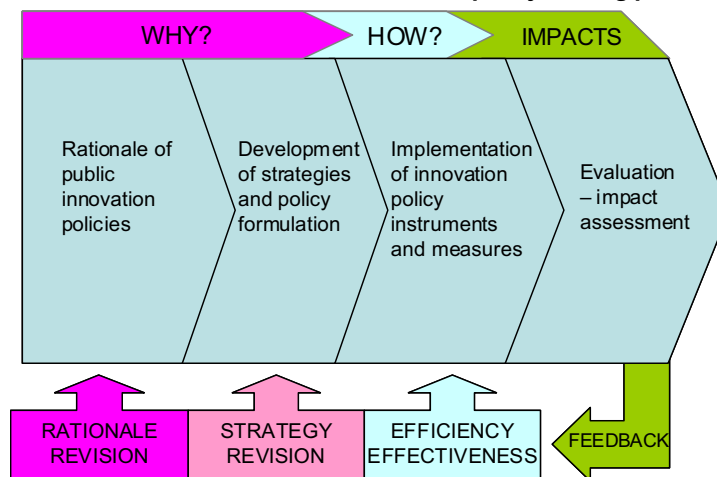 WHY?
HOW?
IMPACTS
Rationale of
public
innovation
policies
Development
of strategies
and policy
formulation
Implementation
of innovation
policy
instruments
and measures
Evaluation
– impact
assessment
RATIONALE
REVISION
STRATEGY
REVISION
EFFICIENCY
EFFECTIVENESS
FEEDBACK